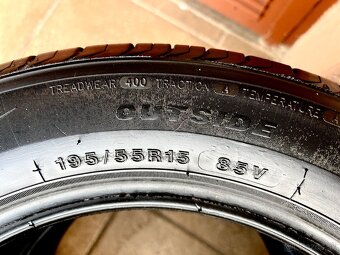 TREADWEAR 400 TRACTION A TEMPERATURE A
OUTSIDE
195/55R15 85V